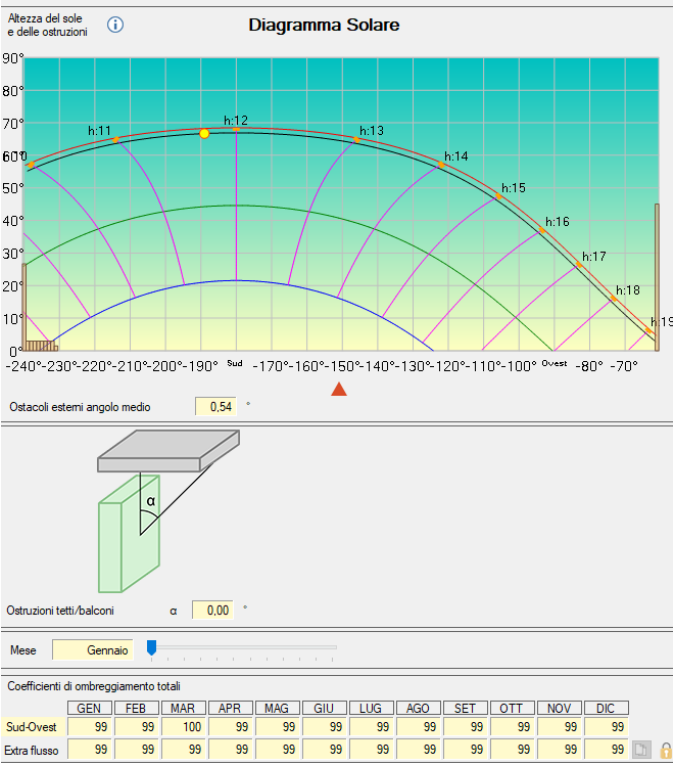 Altezza del sole
e delle ostruzioni
Diagramma Solare
90°
80°
70°
60°
50°
40°
30°
20°
10°
0°
h:11
h:12
h:13
h:14
h:15
h:16
h:17
h:18
h:19
-240°-230°-220°-210°-200°-190° Sud -170°-160°-150°-140°-130°-120°-110°-100° Ovest -80° -70°
Ostacoli esterni angolo medio 0,54 °
α
Ostruzioni tetti/balconi α 0,00 °
Mese Gennaio
Coefficienti di ombreggiamento totali
GEN FEB MAR APR MAG GIU LUG AGO SET OTT NOV DIC
Sud-Ovest 99 99 100 99 99 99 99 99 99 99 99 99
Extra flusso 99 99 99 99 99 99 99 99 99 99 99 99